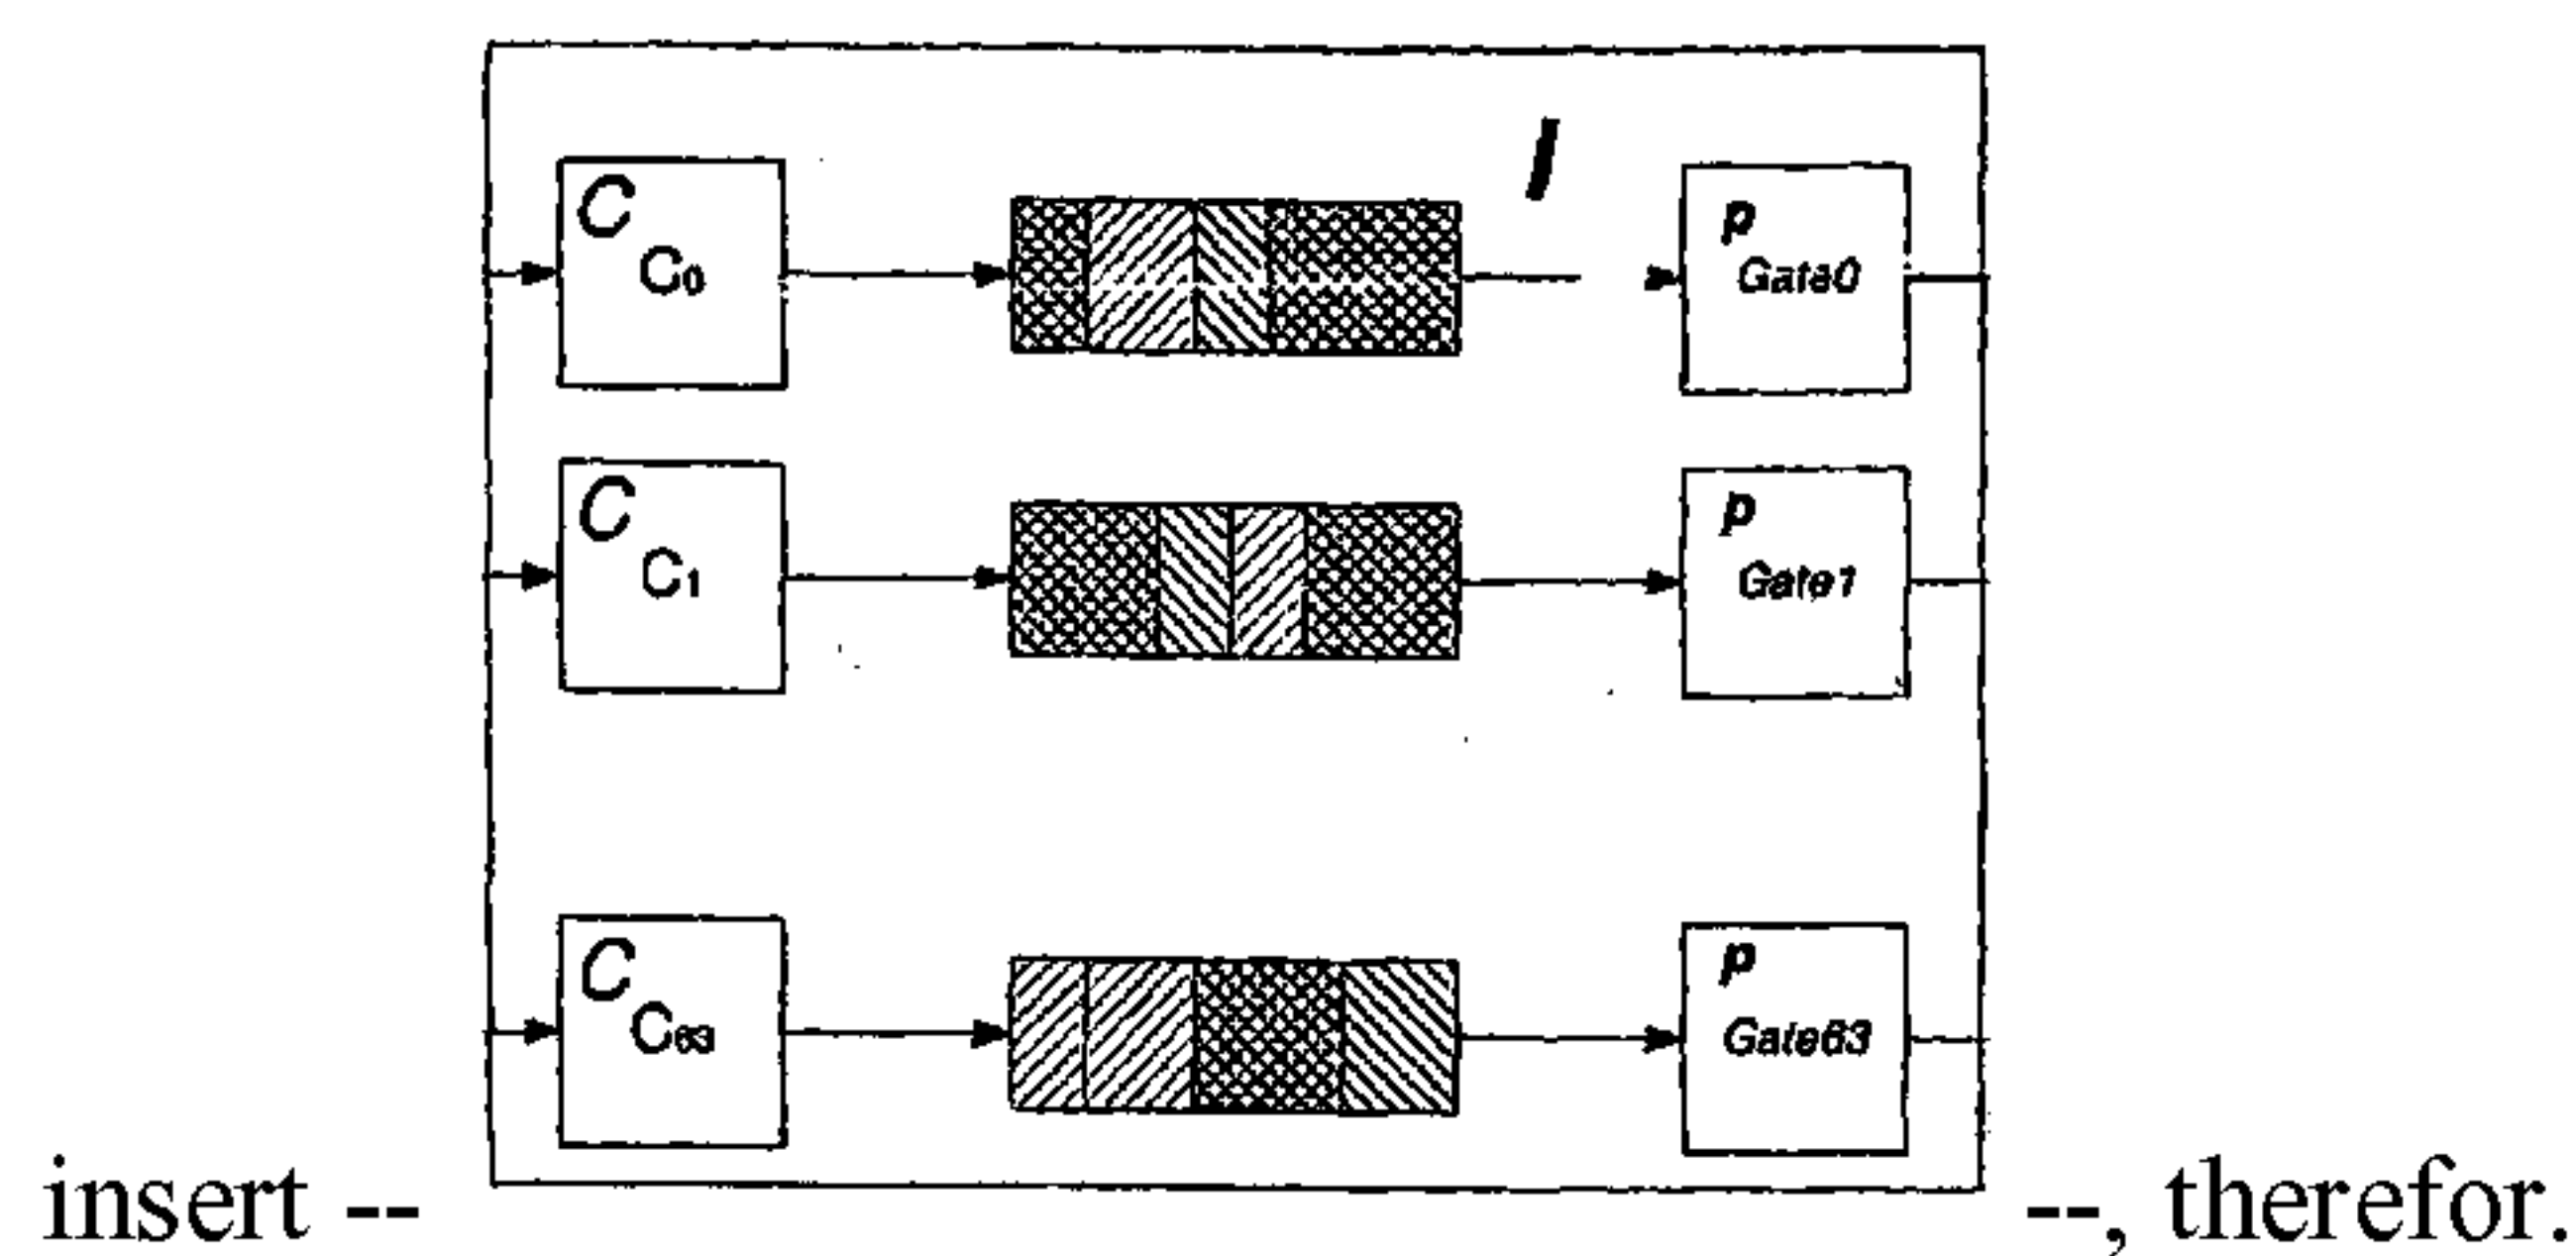 C C₀ p Gate0
C C₁ p Gate1
C C₆₃ p Gate63
insert -- --, therefor.